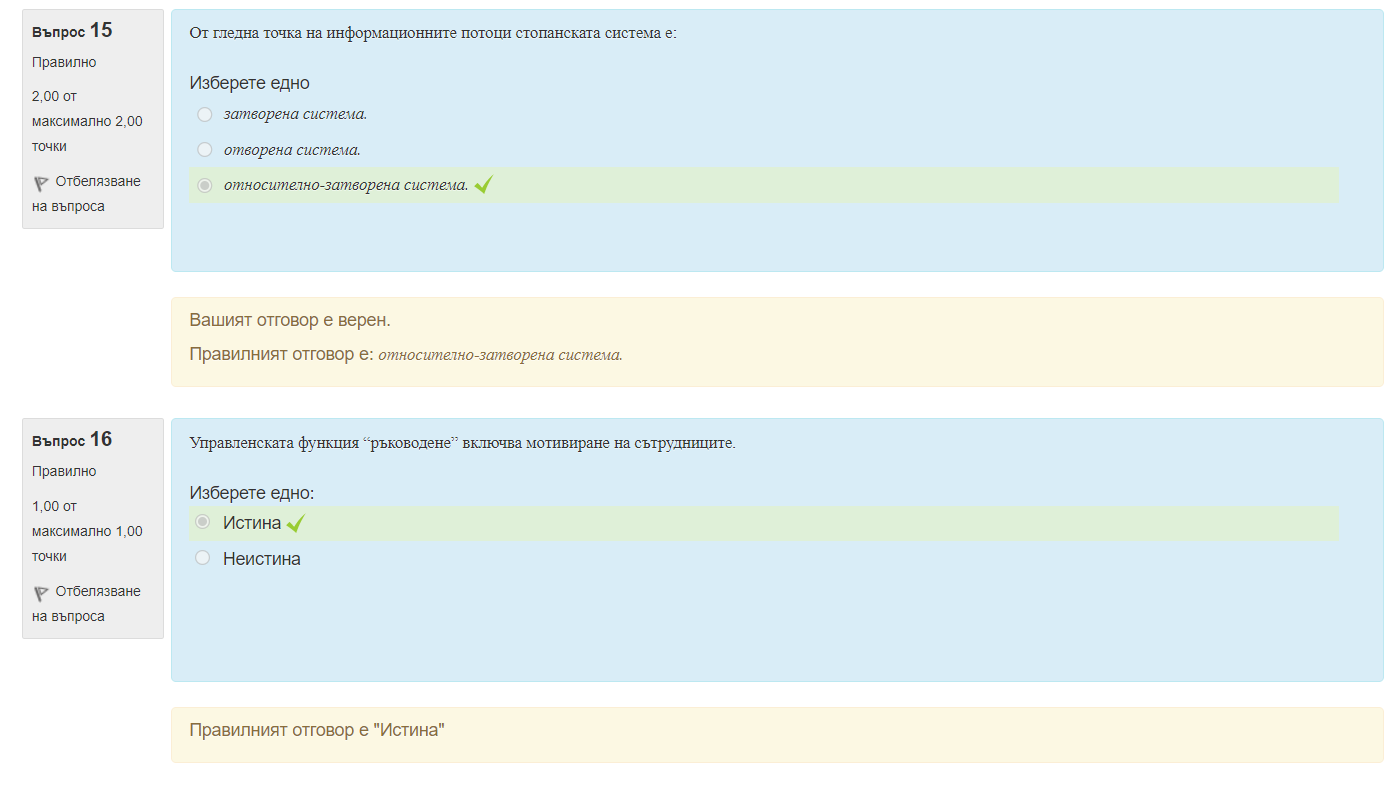 Въпрос 15
Правилно
2,00 от
максимално 2,00
точки
Отбелязване
на въпроса
От гледна точка на информационните потоци стопанската система е:
Изберете едно
затворена система.
отворена система.
относително-затворена система.
Вашият отговор е верен.
Правилният отговор е: относително-затворена система.
Въпрос 16
Правилно
1,00 от
максимално 1,00
точки
Отбелязване
на въпроса
Управленската функция “ръководене” включва мотивиране на сътрудниците.
Изберете едно:
Истина
Неистина
Правилният отговор е "Истина"